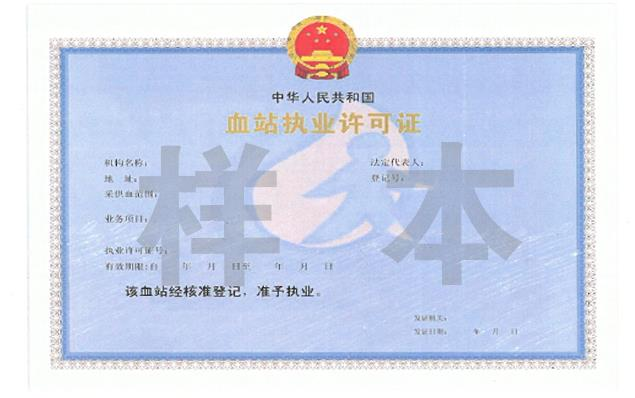 中华人民共和国
血站执业许可证
机构名称： 法定代表人：
地 址： 登记号：
采供血范围：
业务项目：
样本
执业许可证号：
有效期限：自 年 月 日至 年 月 日
该血站经核准登记，准予执业。
发证机关：
发证日期： 年 月 日